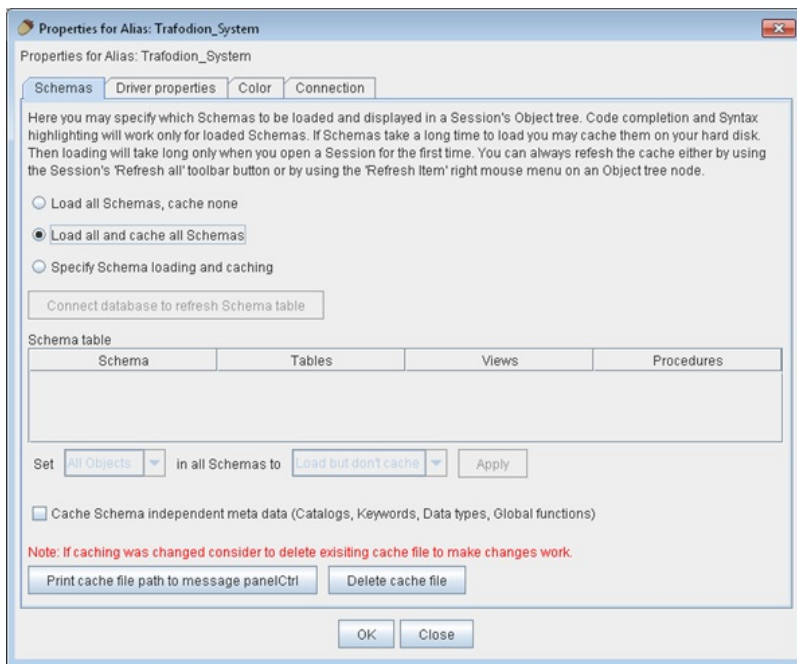 Properties for Alias: Trafodion_System
Properties for Alias: Trafodion_System
Schemas Driver properties Color Connection
Here you may specify which Schemas to be loaded and displayed in a Session's Object tree. Code completion and Syntax
highlighting will work only for loaded Schemas. If Schemas take a long time to load you may cache them on your hard disk.
Then loading will take long only when you open a Session for the first time. You can always refesh the cache either by using
the Session's 'Refresh all' toolbar button or by using the 'Refresh Item' right mouse menu on an Object tree node.
Load all Schemas, cache none
Load all and cache all Schemas
Specify Schema loading and caching
Connect database to refresh Schema table
Schema table
Schema Tables Views Procedures
Set All Objects in all Schemas to Load but don't cache Apply
Cache Schema independent meta data (Catalogs, Keywords, Data types, Global functions)
Note: If caching was changed consider to delete exisiting cache file to make changes work.
Print cache file path to message panelCtrl Delete cache file
OK Close